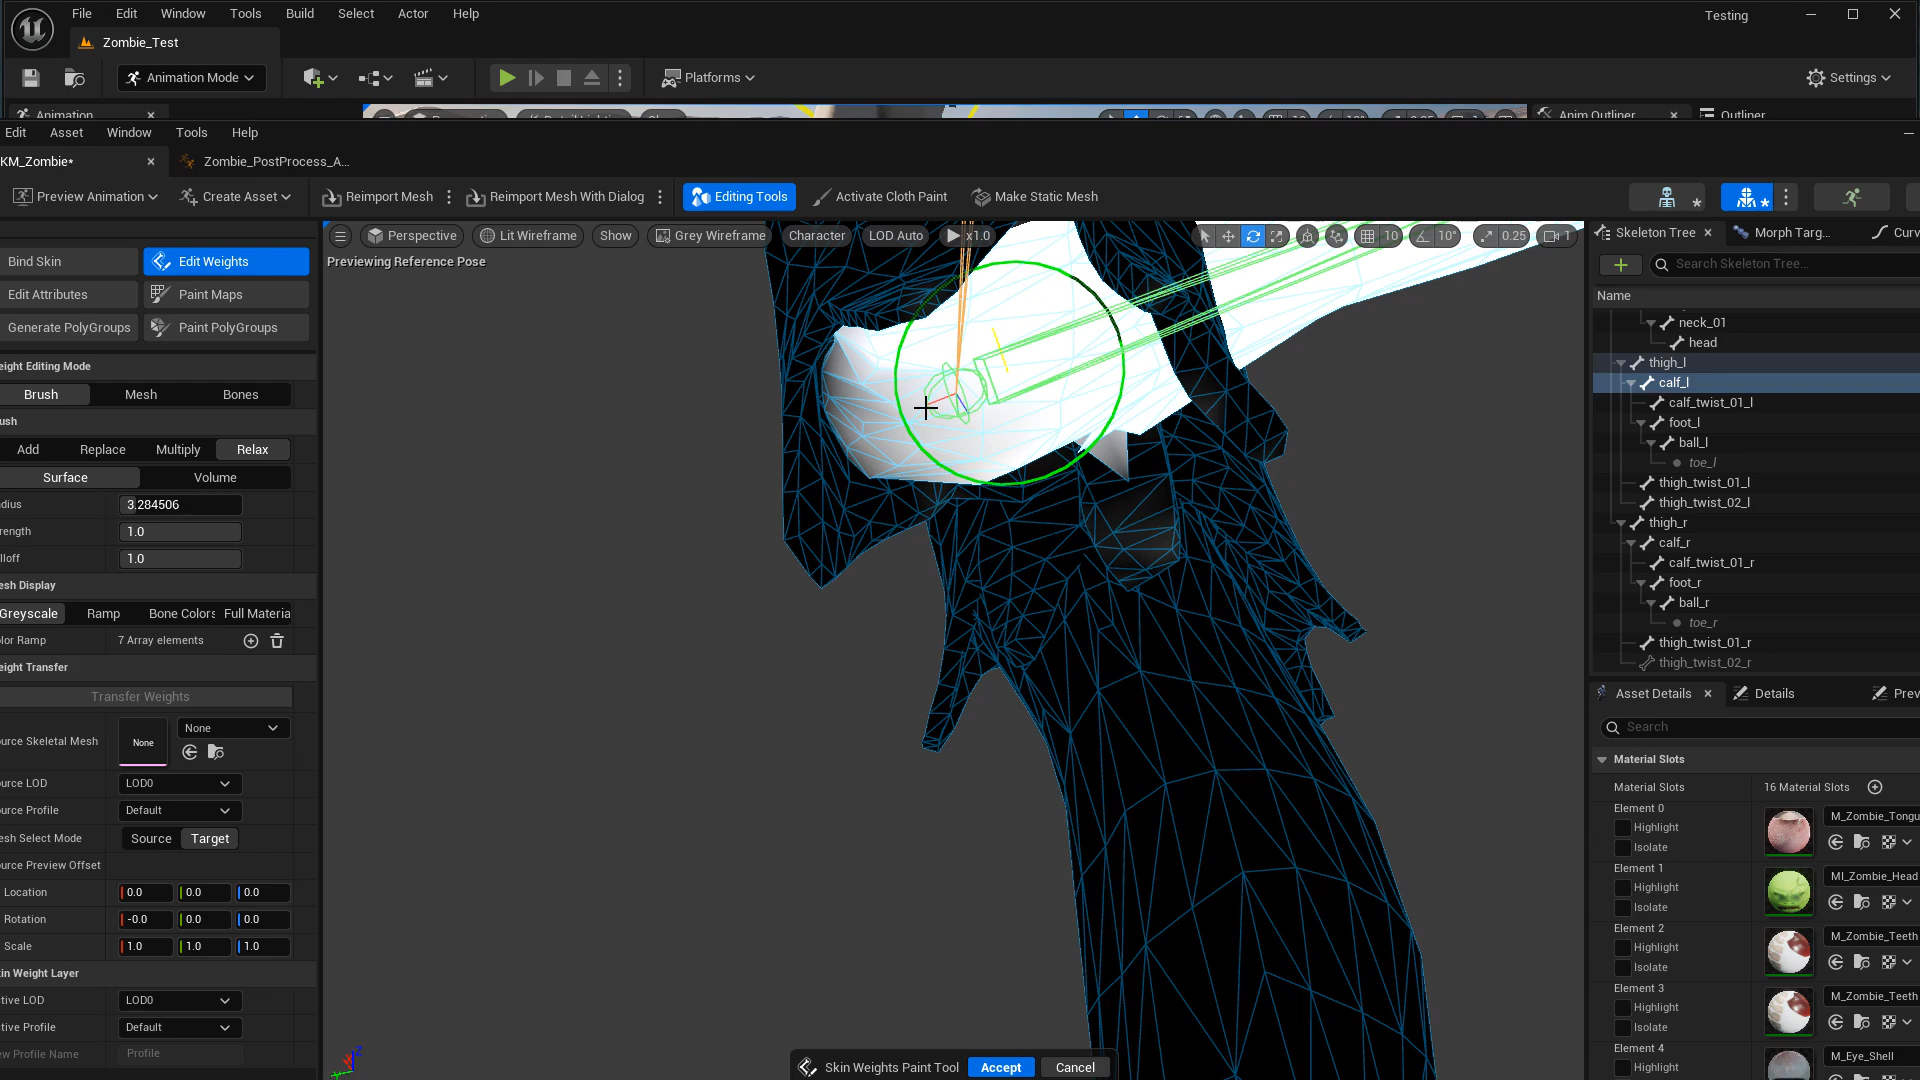 File Edit Window Tools Build Select Actor Help
Testing
Zombie_Test
Animation Mode
Platforms
Settings
Animation
Anim Outliner
Outliner
Edit Asset Window Tools Help
KM_Zombie*
Zombie_PostProcess_A...
Preview Animation
Create Asset
Reimport Mesh
Reimport Mesh With Dialog
Editing Tools
Activate Cloth Paint
Make Static Mesh
Bind Skin
Edit Weights
Edit Attributes
Paint Maps
Generate PolyGroups
Paint PolyGroups
eight Editing Mode
Brush Mesh Bones
ush
Add Replace Multiply Relax
Surface Volume
dius 3.284506
rength 1.0
lloff 1.0
esh Display
Greyscale Ramp Bone Colors Full Materia
olor Ramp 7 Array elements
eight Transfer
Transfer Weights
ource Skeletal Mesh None None
ource LOD LOD0
ource Profile Default
esh Select Mode Source Target
ource Preview Offset
Location 0.0 0.0 0.0
Rotation -0.0 0.0 0.0
Scale 1.0 1.0 1.0
kin Weight Layer
tive LOD LOD0
tive Profile Default
ew Profile Name Profile
Perspective Lit Wireframe Show Grey Wireframe Character LOD Auto x1.0
10 10° 0.25 1
Previewing Reference Pose
Skin Weights Paint Tool Accept Cancel
Skeleton Tree
Morph Targ...
Curv
Search Skeleton Tree...
Name
neck_01
head
thigh_l
calf_l
calf_twist_01_l
foot_l
ball_l
toe_l
thigh_twist_01_l
thigh_twist_02_l
thigh_r
calf_r
calf_twist_01_r
foot_r
ball_r
toe_r
thigh_twist_01_r
thigh_twist_02_r
Asset Details
Details
Prev
Search
Material Slots
Material Slots 16 Material Slots
Element 0
Highlight
Isolate
M_Zombie_Tongu
Element 1
Highlight
Isolate
MI_Zombie_Head
Element 2
Highlight
Isolate
M_Zombie_Teeth
Element 3
Highlight
Isolate
M_Zombie_Teeth
Element 4
Highlight
M_Eye_Shell